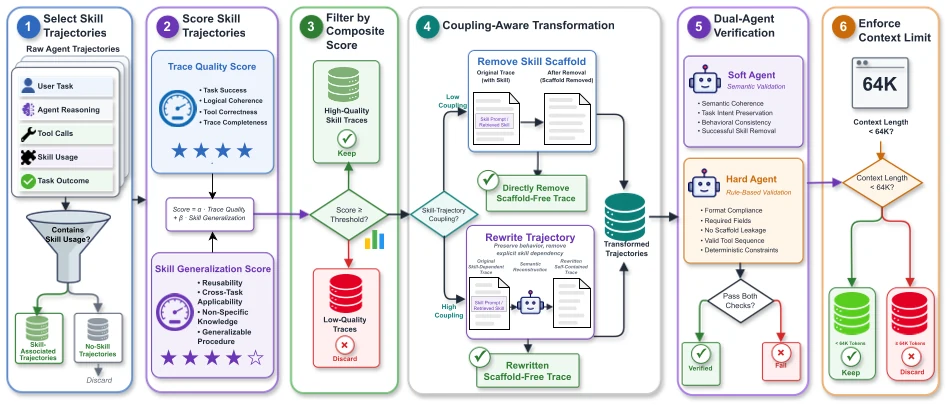 1
Select Skill
Trajectories
Raw Agent Trajectories
User Task
Agent Reasoning
Tool Calls
Skill Usage
Task Outcome
Contains
Skill Usage?
Skill-
Associated
Trajectories
No-Skill
Trajectories
Discard
2
Score Skill
Trajectories
Trace Quality Score
• Task Success
• Logical Coherence
• Tool Correctness
• Trace Completeness
Score = α · Trace Quality
+ β · Skill Generalization
Skill Generalization Score
• Reusability
• Cross-Task
Applicability
• Non-Specific
Knowledge
• Generalizable
Procedure
3
Filter by
Composite
Score
High-Quality
Skill Traces
Keep
Score ≥
Threshold?
Low-Quality
Traces
Discard
4
Coupling-Aware Transformation
Remove Skill Scaffold
Original Trace
(with Skill)
After Removal
(Scaffold Removed)
Skill Prompt /
Retrieved Skill
Low
Coupling
Directly Remove
Scaffold-Free Trace
Skill-Trajectory
Coupling?
Transformed
Trajectories
Rewrite Trajectory
Preserve behavior, remove
explicit skill dependency
Original
Skill-Dependent
Trace
Semantic
Reconstruction
Rewritten
Self-Contained
Trace
Skill Prompt /
Retrieved Skill
High
Coupling
Rewritten
Scaffold-Free Trace
5
Dual-Agent
Verification
Soft Agent
Semantic Validation
• Semantic Coherence
• Task Intent Preservation
• Behavioral Consistency
• Successful Skill Removal
Hard Agent
Rule-Based Validation
• Format Compliance
• Required Fields
• No Scaffold Leakage
• Valid Tool Sequence
• Deterministic Constraints
Pass Both
Checks?
Verified
Fail
6
Enforce
Context Limit
64K
Context Length
< 64K?
Context Length
< 64K?
< 64K Tokens
Keep
≥ 64K Tokens
Discard